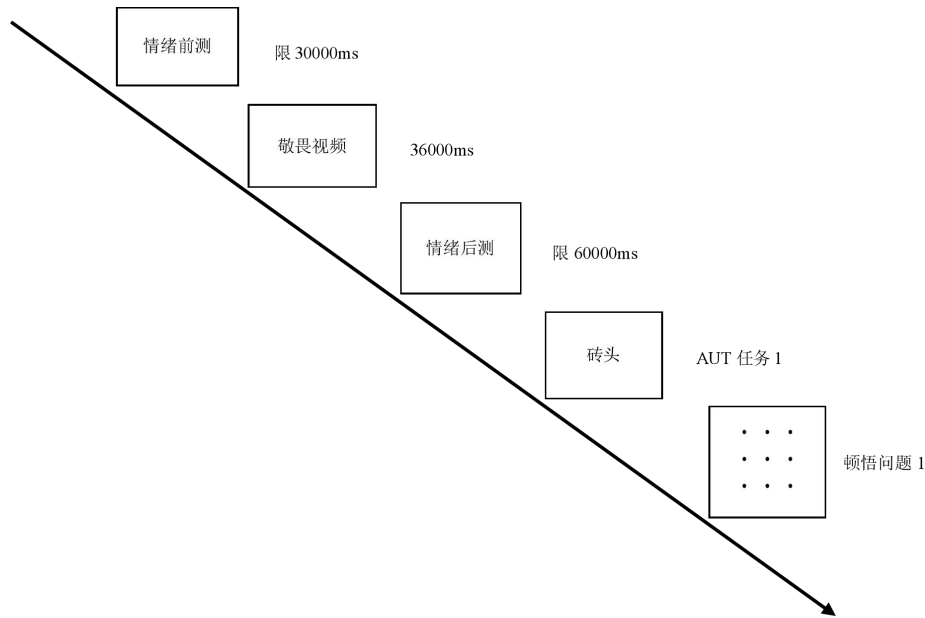 情绪前测
限 30000ms
敬畏视频
36000ms
情绪后测
限 60000ms
砖头
AUT 任务 1
顿悟问题 1